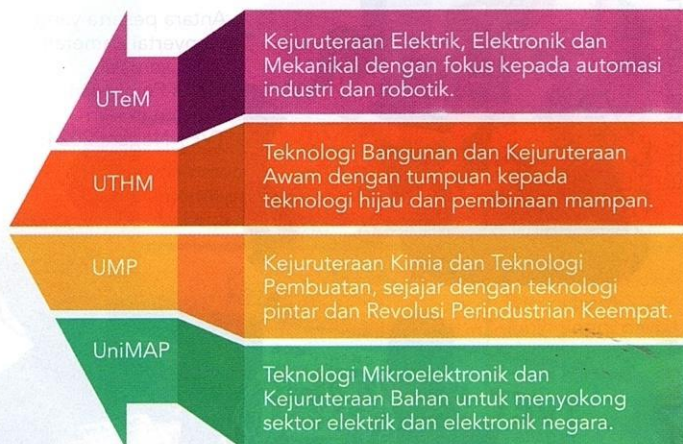 UTeM
Kejuruteraan Elektrik, Elektronik dan
Mekanikal dengan fokus kepada automasi
industri dan robotik.
UTHM
Teknologi Bangunan dan Kejuruteraan
Awam dengan tumpuan kepada
teknologi hijau dan pembinaan mampan.
UMP
Kejuruteraan Kimia dan Teknologi
Pembuatan, sejajar dengan teknologi
pintar dan Revolusi Perindustrian Keempat.
UniMAP
Teknologi Mikroelektronik dan
Kejuruteraan Bahan untuk menyokong
sektor elektrik dan elektronik negara.